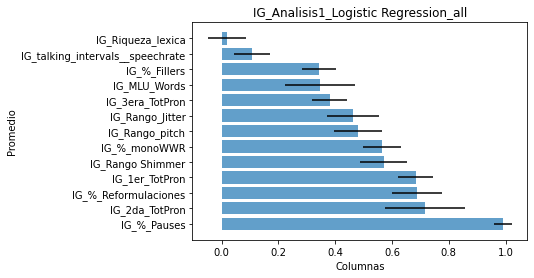 IG_Analisis1_Logistic Regression_all
IG_Riqueza_lexica
IG_talking_intervals__speechrate
IG_%_Fillers
IG_MLU_Words
IG_3era_TotPron
IG_Rango_Jitter
IG_Rango_pitch
IG_%_monoWWR
IG_Rango Shimmer
IG_1er_TotPron
IG_%_Reformulaciones
IG_2da_TotPron
IG_%_Pauses
Promedio
0.0 0.2 0.4 0.6 0.8 1.0
Columnas